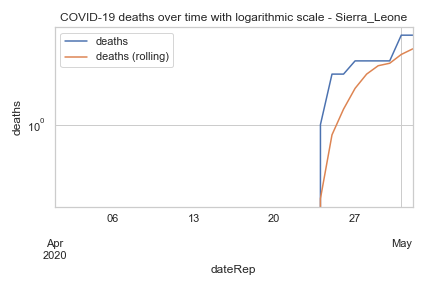 COVID-19 deaths over time with logarithmic scale - Sierra_Leone
deaths
deaths (rolling)
deaths
10⁰
06 13 20 27
Apr May
2020
dateRep